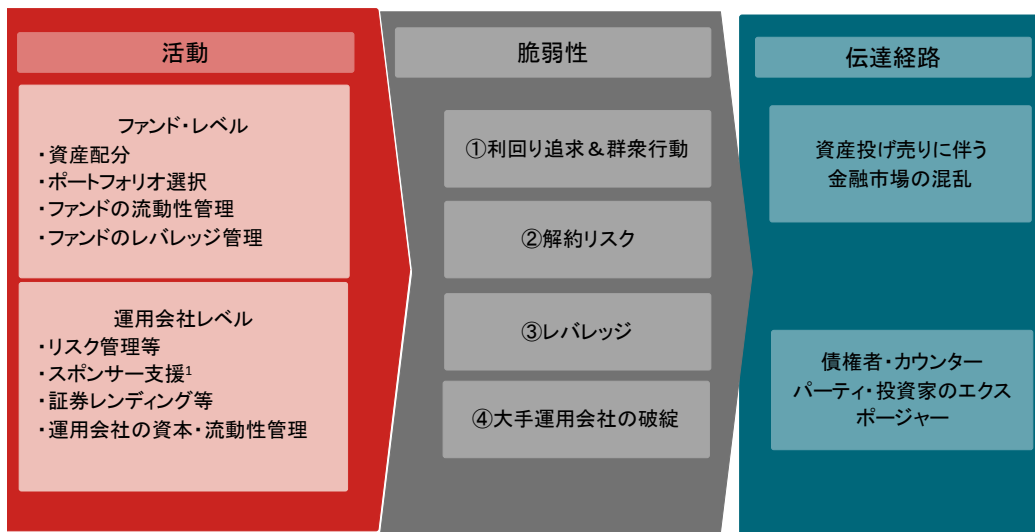 活動
ファンド・レベル
・資産配分
・ポートフォリオ選択
・ファンドの流動性管理
・ファンドのレバレッジ管理
運用会社レベル
・リスク管理等
・スポンサー支援1
・証券レンディング等
・運用会社の資本・流動性管理
脆弱性
①利回り追求＆群衆行動
②解約リスク
③レバレッジ
④大手運用会社の破綻
伝達経路
資産投げ売りに伴う
金融市場の混乱
債権者・カウンター
パーティ・投資家のエクス
ポージャー